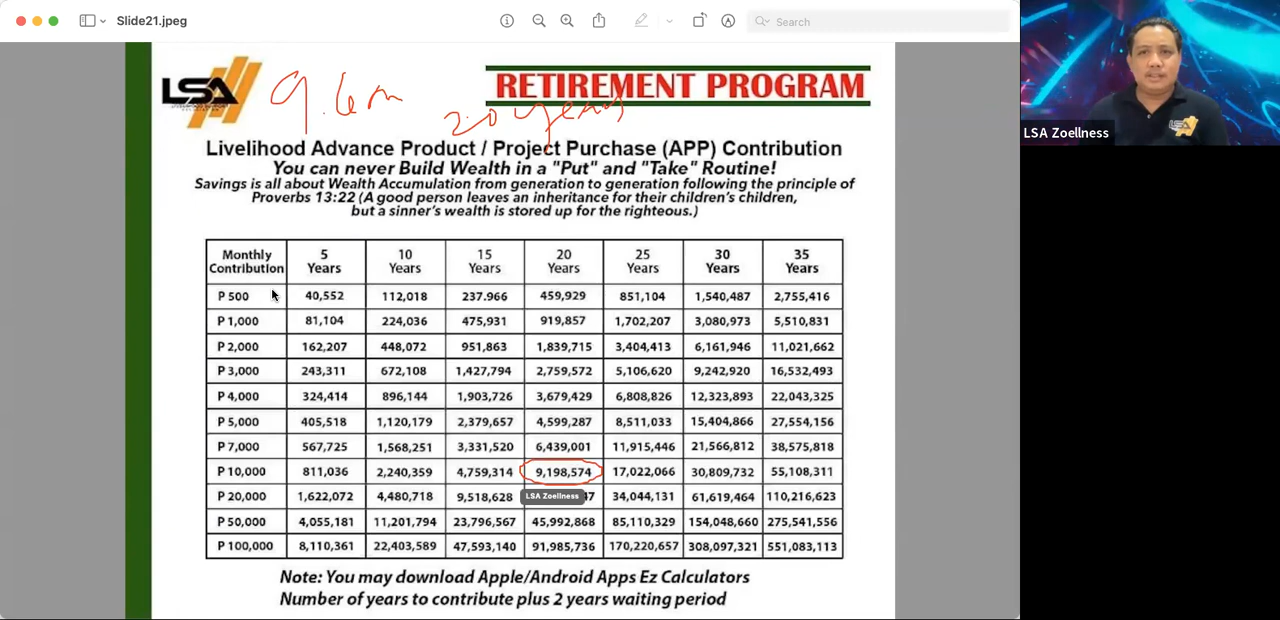 Slide21.jpeg
Search
LSA
RETIREMENT PROGRAM
9.6m
20 years
Livelihood Advance Product / Project Purchase (APP) Contribution
You can never Build Wealth in a "Put" and "Take" Routine!
Savings is all about Wealth Accumulation from generation to generation following the principle of
Proverbs 13:22 (A good person leaves an inheritance for their children's children,
but a sinner's wealth is stored up for the righteous.)
Monthly Contribution 5 Years 10 Years 15 Years 20 Years 25 Years 30 Years 35 Years
P 500 40,552 112,018 237.966 459,929 851,104 1,540,487 2,755,416
P 1,000 81,104 224,036 475,931 919,857 1,702,207 3,080,973 5,510,831
P 2,000 162,207 448,072 951,863 1,839,715 3,404,413 6,161,946 11,021,662
P 3,000 243,311 672,108 1,427,794 2,759,572 5,106,620 9,242,920 16,532,493
P 4,000 324,414 896,144 1,903,726 3,679,429 6,808,826 12,323,893 22,043,325
P 5,000 405,518 1,120,179 2,379,657 4,599,287 8,511,033 15,404,866 27,554,156
P 7,000 567,725 1,568,251 3,331,520 6,439,001 11,915,446 21,566,812 38,575,818
P 10,000 811,036 2,240,359 4,759,314 9,198,574 17,022,066 30,809,732 55,108,311
P 20,000 1,622,072 4,480,718 9,518,628 LSA Zoellness 47 34,044,131 61,619,464 110,216,623
P 50,000 4,055,181 11,201,794 23,796,567 45,992,868 85,110,329 154,048,660 275,541,556
P 100,000 8,110,361 22,403,589 47,593,140 91,985,736 170,220,657 308,097,321 551,083,113
Note: You may download Apple/Android Apps Ez Calculators
Number of years to contribute plus 2 years waiting period
LSA Zoellness